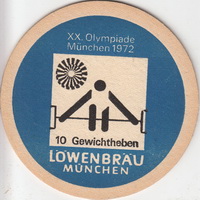 XX. Olympiade
München 1972
10 Gewichtheben
LÖWENBRÄU
MÜNCHEN